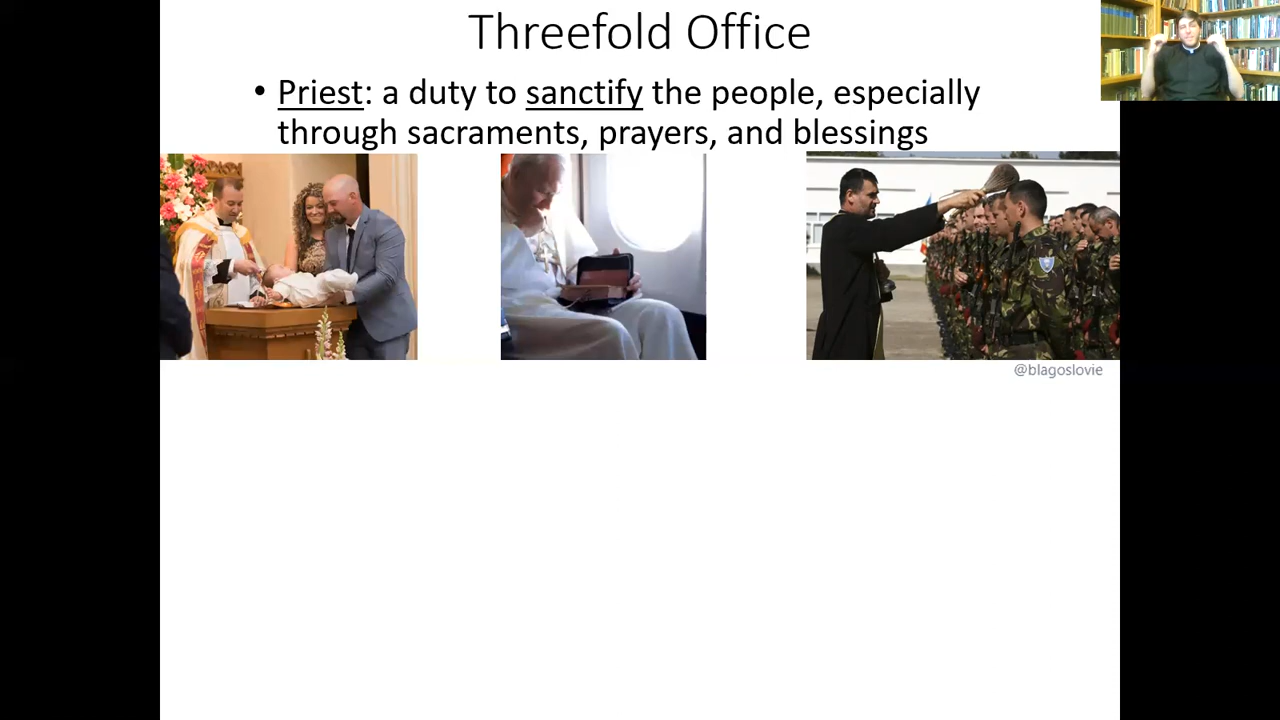 Threefold Office
• Priest: a duty to sanctify the people, especially
through sacraments, prayers, and blessings
@blagoslovie